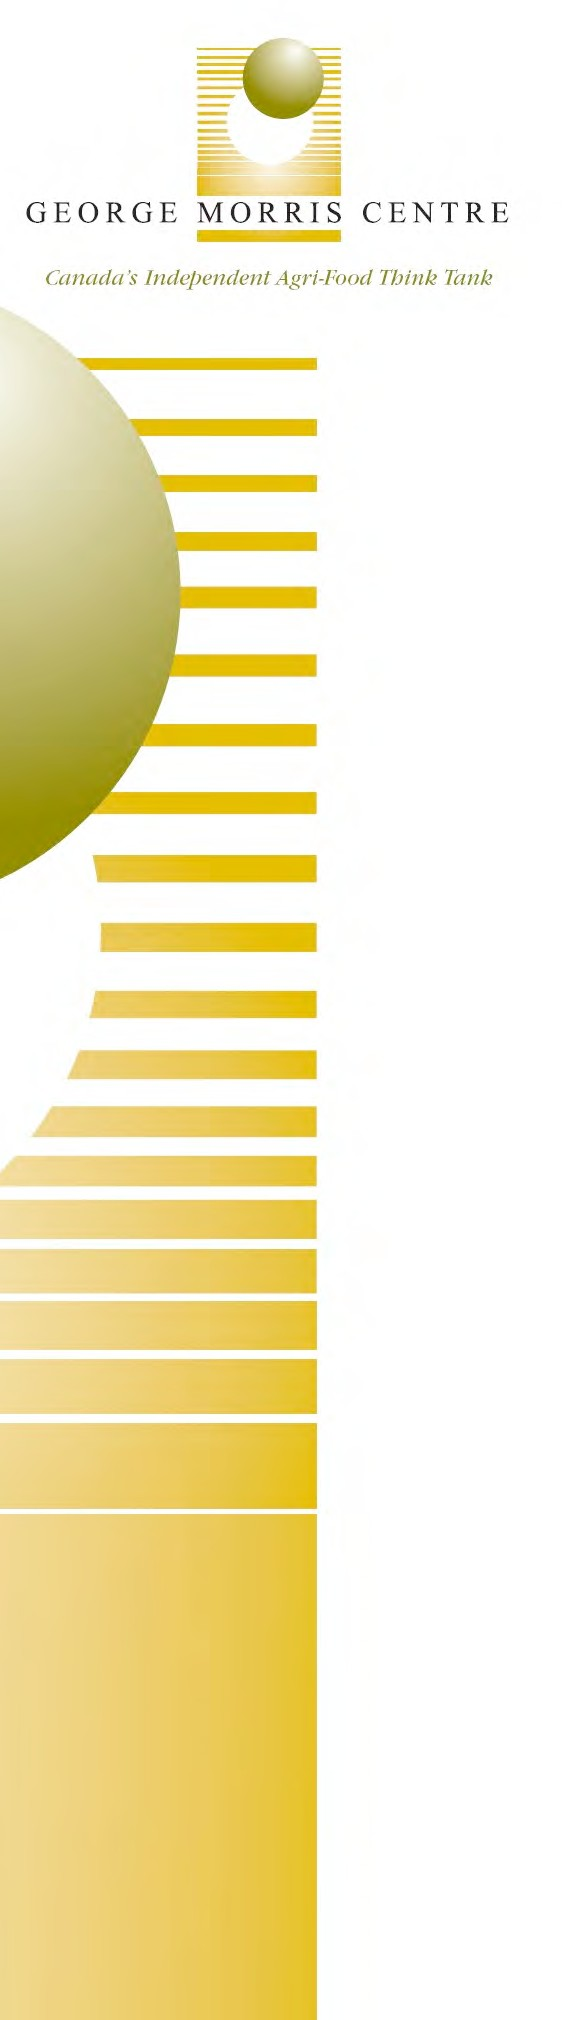 GEORGE MORRIS CENTRE
Canada's Independent Agri-Food Think Tank